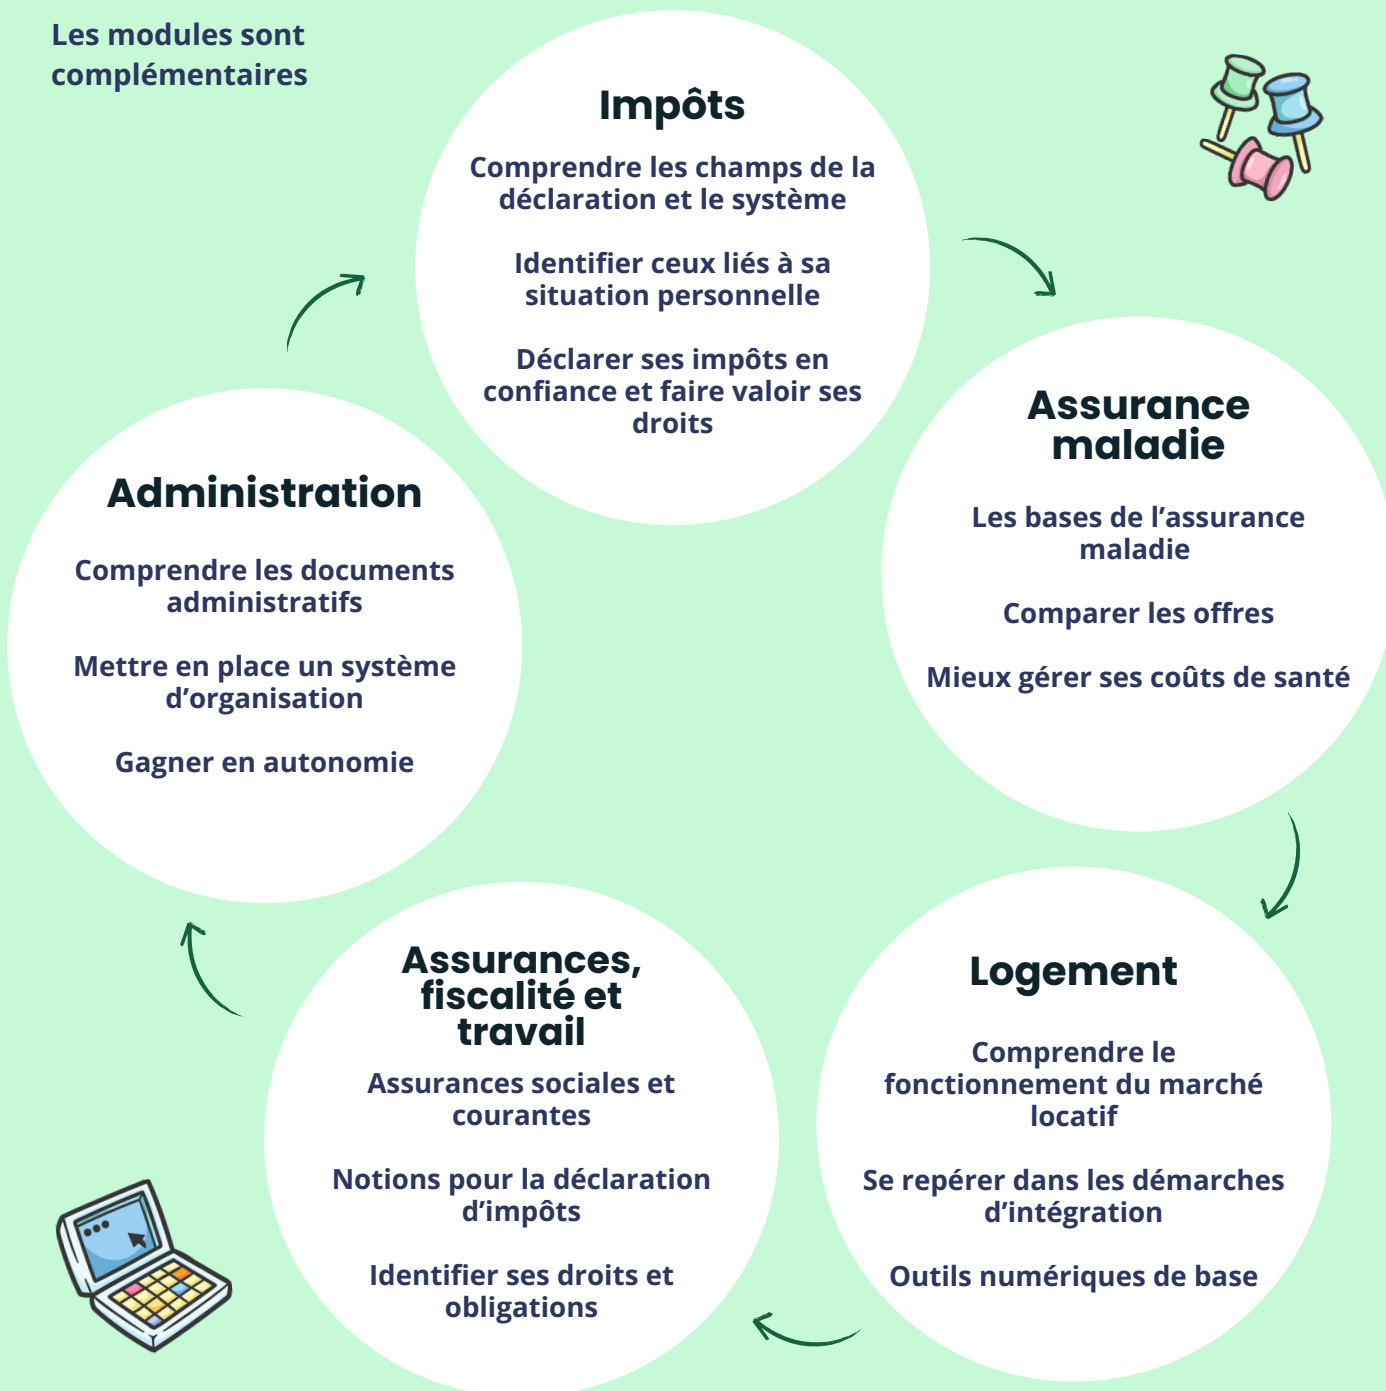 Les modules sont
complémentaires
Impôts
Comprendre les champs de la
déclaration et le système
Identifier ceux liés à sa
situation personnelle
Déclarer ses impôts en
confiance et faire valoir ses
droits
Assurance
maladie
Les bases de l’assurance
maladie
Comparer les offres
Mieux gérer ses coûts de santé
Logement
Comprendre le
fonctionnement du marché
locatif
Se repérer dans les démarches
d’intégration
Outils numériques de base
Assurances,
fiscalité et
travail
Assurances sociales et
courantes
Notions pour la déclaration
d’impôts
Identifier ses droits et
obligations
Administration
Comprendre les documents
administratifs
Mettre en place un système
d’organisation
Gagner en autonomie